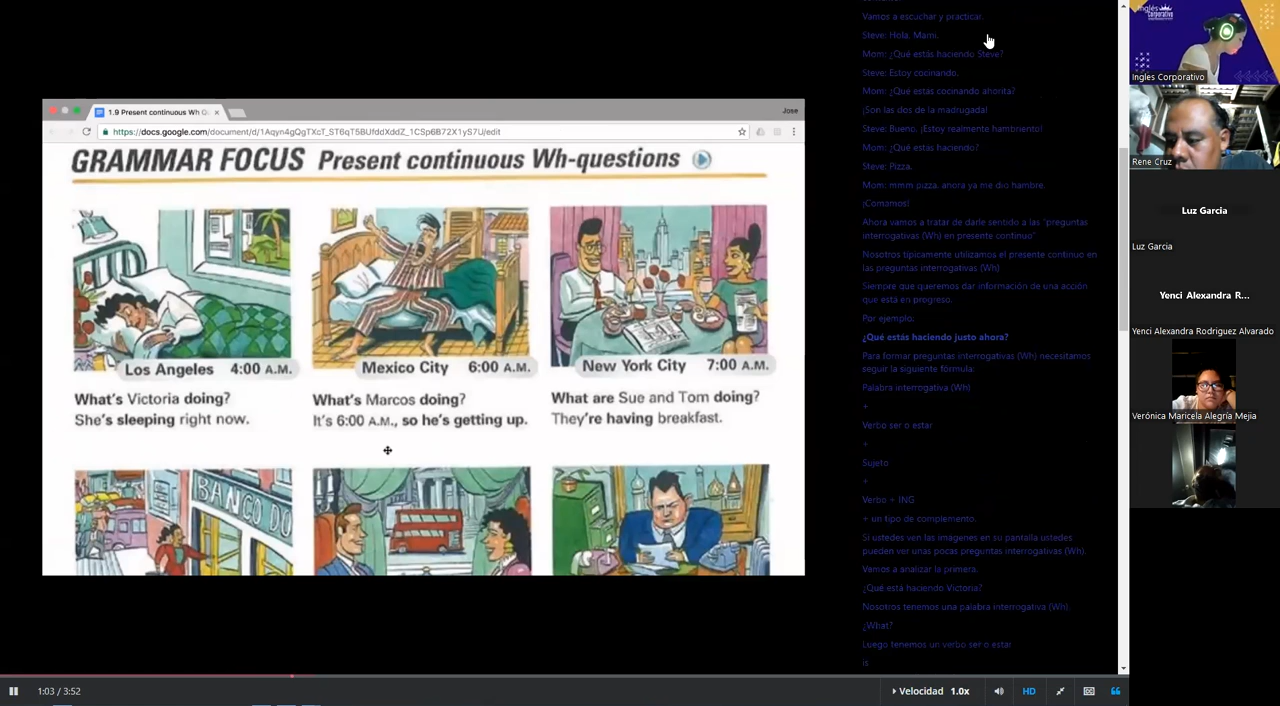 1.9 Present continuous Wh Q
Jose
https://docs.google.com/document/d/1Aqyn4gQgTXcT_ST6qT5BUfddXddZ_1CSp6B72X1yS7U/edit
GRAMMAR FOCUS Present continuous Wh-questions
Los Angeles 4:00 A.M.
What's Victoria doing?
She's sleeping right now.
Mexico City 6:00 A.M.
What's Marcos doing?
It's 6:00 A.M., so he's getting up.
New York City 7:00 A.M.
What are Sue and Tom doing?
They're having breakfast.
BANCO DO
Vamos a escuchar y practicar.
Steve: Hola, Mami.
Mom: ¿Qué estás haciendo Steve?
Steve: Estoy cocinando.
Mom: ¿Qué estas cocinando ahorita?
¡Son las dos de la madrugada!
Steve: Bueno, ¡Estoy realmente hambriento!
Mom: ¿Qué estás haciendo?
Steve: Pizza.
Mom: mmm pizza, ahora ya me dio hambre.
¡Comamos!
Ahora vamos a tratar de darle sentido a las "preguntas
interrogativas (Wh) en presente continuo"
Nosotros típicamente utilizamos el presente continuo en
las preguntas interrogativas (Wh)
Siempre que queremos dar información de una acción
que está en progreso.
Por ejemplo:
¿Qué estás haciendo justo ahora?
Para formar preguntas interrogativas (Wh) necesitamos
seguir la siguiente fórmula:
Palabra interrogativa (Wh)
+
Verbo ser o estar
+
Sujeto
+
Verbo + ING
+ un tipo de complemento.
Si ustedes ven las imágenes en su pantalla ustedes
pueden ver unas pocas preguntas interrogativas (Wh).
Vamos a analizar la primera.
¿Qué está haciendo Victoria?
Nosotros tenemos una palabra interrogativa (Wh)
¿What?
Luego tenemos un verbo ser o estar
is
1:03 / 3:52
Velocidad 1.0x
HD
Inglés
Corporativo
Ingles Corporativo
Rene Cruz
Luz Garcia
Luz Garcia
Yenci Alexandra R...
Yenci Alexandra Rodriguez Alvarado
Verónica Maricela Alegría Mejia